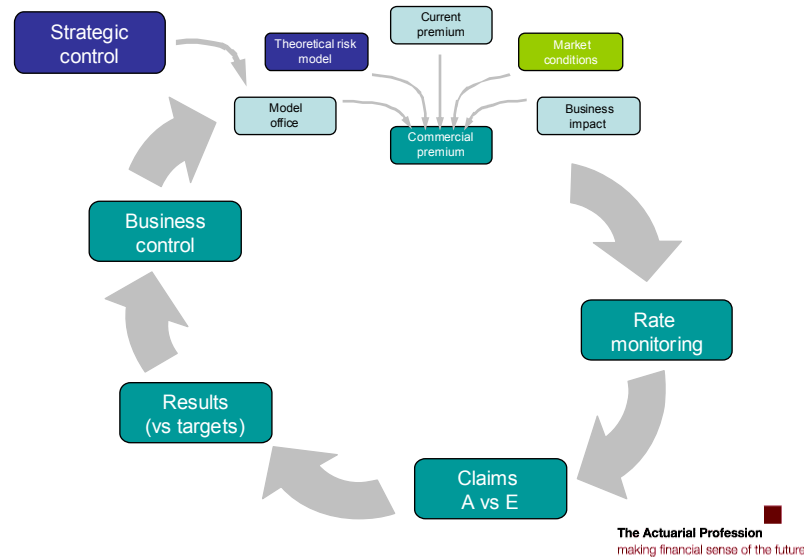 Strategic
control
Theoretical risk
model
Current
premium
Market
conditions
Model
office
Commercial
premium
Business
impact
Business
control
Rate
monitoring
Results
(vs targets)
Claims
A vs E
The Actuarial Profession
making financial sense of the future